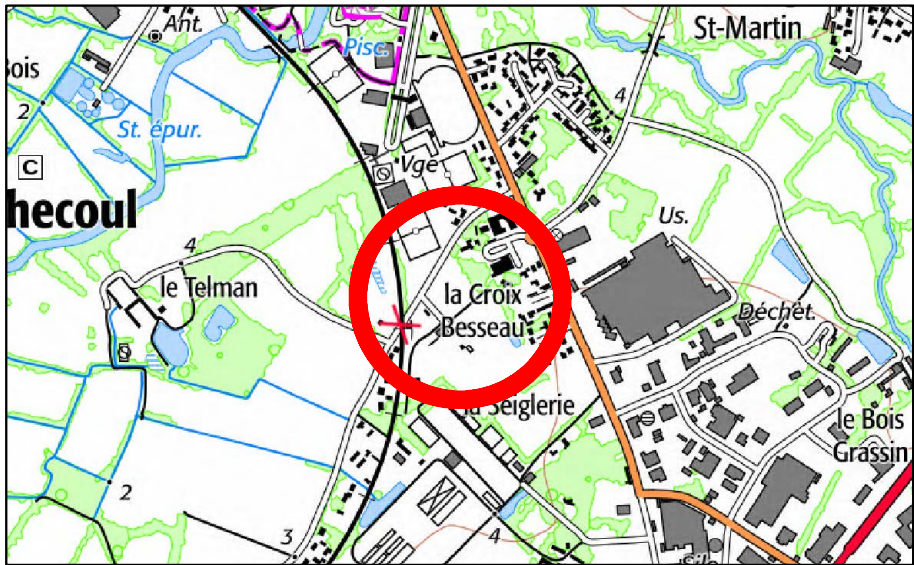 Ant.
Pisc.
St-Martin
Bois
2
St. épur.
4
C
Vge
hecoul
Us.
4
le Telman
la Croix
Besseau
Déchet.
la Seiglerie
le Bois
Grassin
2
3
4
Silo